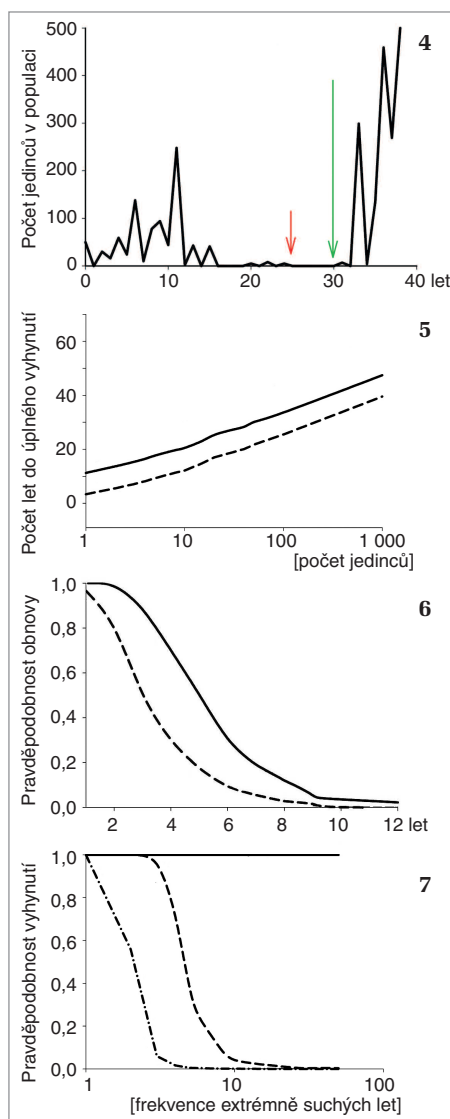 4
Počet jedinců v populaci
500
400
300
200
100
0
0 10 20 30 40 let
5
Počet let do úplného vyhynutí
60
40
20
0
1 10 100 1 000
[počet jedinců]
6
Pravděpodobnost obnovy
1,0
0,8
0,6
0,4
0,2
0,0
2 4 6 8 10 12 let
7
Pravděpodobnost vyhynutí
1,0
0,8
0,6
0,4
0,2
0,0
1 10 100
[frekvence extrémně suchých let]